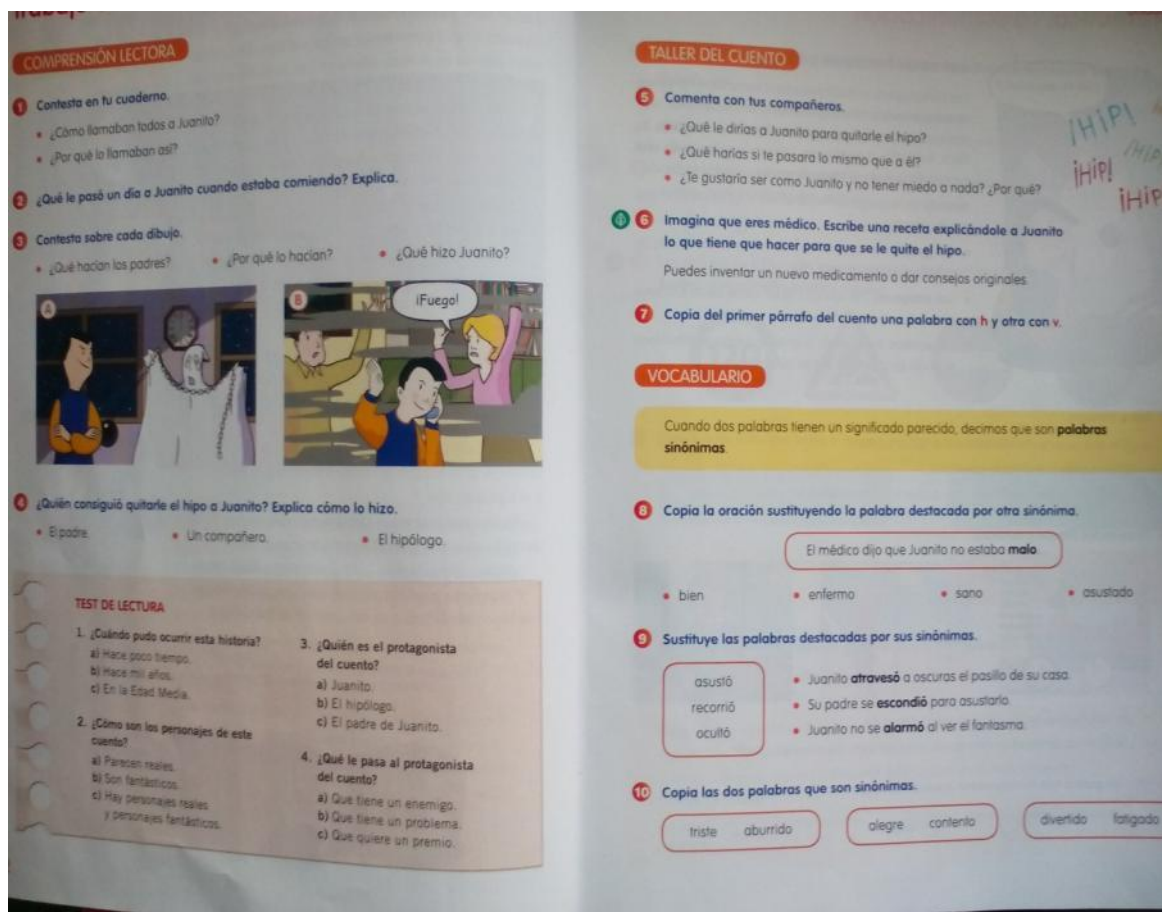 COMPRENSIÓN LECTORA
1 Contesta en tu cuaderno.
• ¿Cómo llamaban todos a Juanito?
• ¿Por qué lo llamaban así?
2 ¿Qué le pasó un día a Juanito cuando estaba comiendo? Explica.
3 Contesta sobre cada dibujo.
• ¿Qué hacían los padres? • ¿Por qué lo hacían? • ¿Qué hizo Juanito?
A
B
¡Fuego!
4 ¿Quién consiguió quitarle el hipo a Juanito? Explica cómo lo hizo.
• El padre. • Un compañero. • El hipólogo.
TEST DE LECTURA
1. ¿Cuándo pudo ocurrir esta historia?
a) Hace poco tiempo.
b) Hace mil años.
c) En la Edad Media.
2. ¿Cómo son los personajes de este
cuento?
a) Parecen reales.
b) Son fantásticos.
c) Hay personajes reales
y personajes fantásticos.
3. ¿Quién es el protagonista
del cuento?
a) Juanito.
b) El hipólogo.
c) El padre de Juanito.
4. ¿Qué le pasa al protagonista
del cuento?
a) Que tiene un enemigo.
b) Que tiene un problema.
c) Que quiere un premio.
TALLER DEL CUENTO
5 Comenta con tus compañeros.
• ¿Qué le dirías a Juanito para quitarle el hipo?
• ¿Qué harías si te pasara lo mismo que a él?
• ¿Te gustaría ser como Juanito y no tener miedo a nada? ¿Por qué?
¡HIP!
¡HIP!
¡HIP!
¡HIP
6 Imagina que eres médico. Escribe una receta explicándole a Juanito
lo que tiene que hacer para que se le quite el hipo.
Puedes inventar un nuevo medicamento o dar consejos originales.
7 Copia del primer párrafo del cuento una palabra con h y otra con v.
VOCABULARIO
Cuando dos palabras tienen un significado parecido, decimos que son palabras
sinónimas.
8 Copia la oración sustituyendo la palabra destacada por otra sinónima.
El médico dijo que Juanito no estaba malo.
• bien • enfermo • sano • asustado
9 Sustituye las palabras destacadas por sus sinónimas.
asustó
recorrió
ocultó
• Juanito atravesó a oscuras el pasillo de su casa.
• Su padre se escondió para asustarlo.
• Juanito no se alarmó al ver el fantasma.
10 Copia las dos palabras que son sinónimas.
triste aburrido alegre contento divertido fatigado